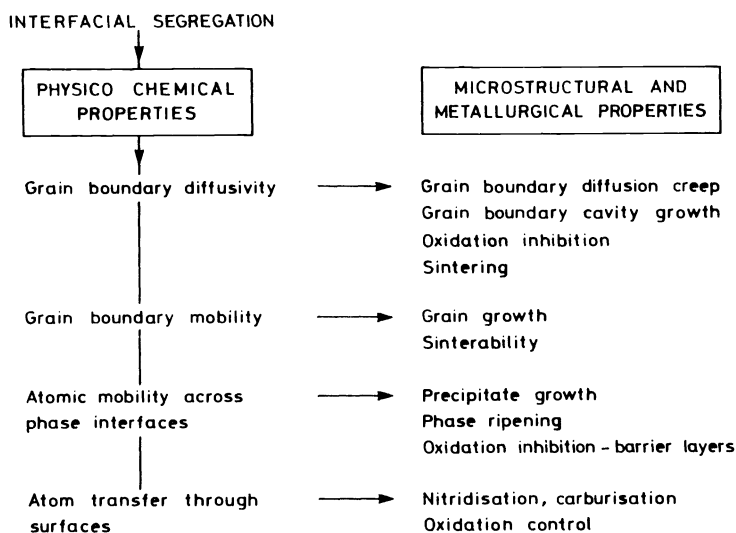 INTERFACIAL SEGREGATION
PHYSICO CHEMICAL
PROPERTIES
MICROSTRUCTURAL AND
METALLURGICAL PROPERTIES
Grain boundary diffusivity
Grain boundary diffusion creep
Grain boundary cavity growth
Oxidation inhibition
Sintering
Grain boundary mobility
Grain growth
Sinterability
Atomic mobility across
phase interfaces
Precipitate growth
Phase ripening
Oxidation inhibition - barrier layers
Atom transfer through
surfaces
Nitridisation, carburisation
Oxidation control